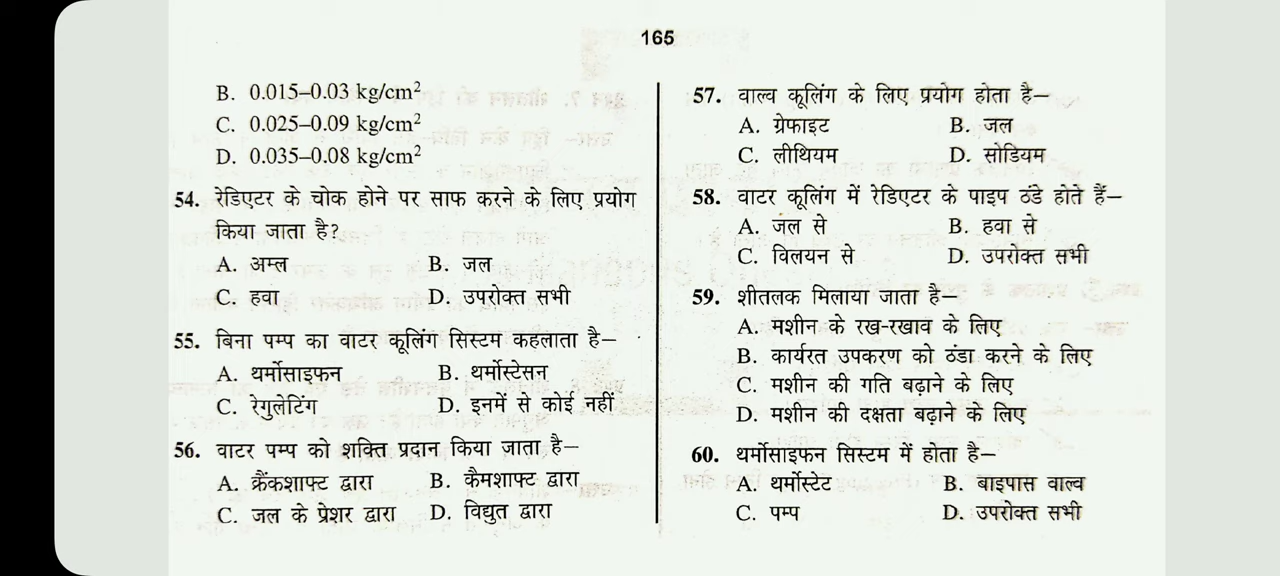 165
B. 0.015–0.03 kg/cm²
C. 0.025–0.09 kg/cm²
D. 0.035–0.08 kg/cm²
54. रेडिएटर के चोक होने पर साफ करने के लिए प्रयोग
किया जाता है?
A. अम्ल B. जल
C. हवा D. उपरोक्त सभी
55. बिना पम्प का वाटर कूलिंग सिस्टम कहलाता है–
A. थर्मोसाइफन B. थर्मोस्टेसन
C. रेगुलेटिंग D. इनमें से कोई नहीं
56. वाटर पम्प को शक्ति प्रदान किया जाता है–
A. क्रैंकशाफ्ट द्वारा B. कैमशाफ्ट द्वारा
C. जल के प्रेशर द्वारा D. विद्युत द्वारा
57. वाल्व कूलिंग के लिए प्रयोग होता है–
A. ग्रेफाइट B. जल
C. लीथियम D. सोडियम
58. वाटर कूलिंग में रेडिएटर के पाइप ठंडे होते हैं–
A. जल से B. हवा से
C. विलयन से D. उपरोक्त सभी
59. शीतलक मिलाया जाता है–
A. मशीन के रख-रखाव के लिए
B. कार्यरत उपकरण को ठंडा करने के लिए
C. मशीन की गति बढ़ाने के लिए
D. मशीन की दक्षता बढ़ाने के लिए
60. थर्मोसाइफन सिस्टम में होता है–
A. थर्मोस्टेट B. बाइपास वाल्व
C. पम्प D. उपरोक्त सभी